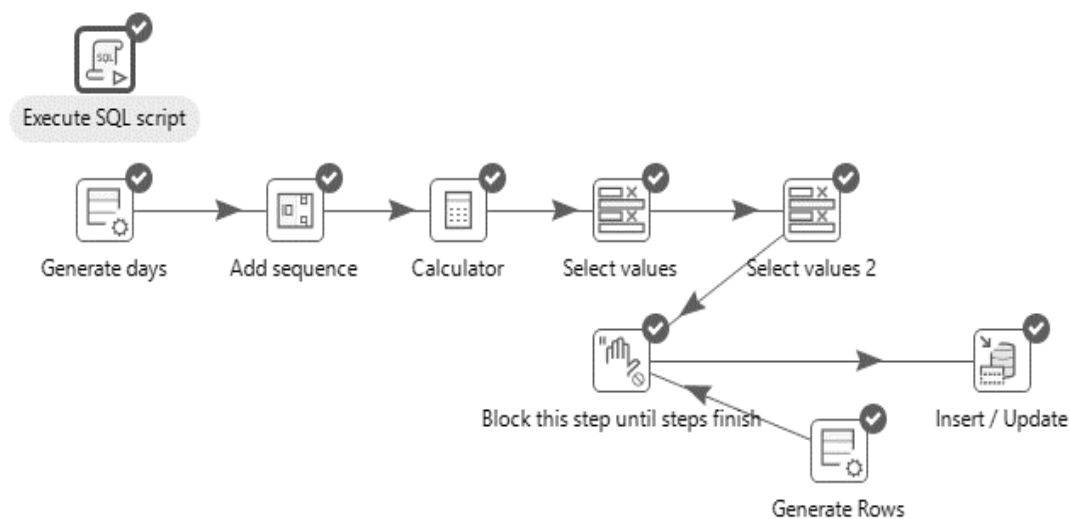 SQL
Execute SQL script
Generate days
Add sequence
Calculator
Select values
Select values 2
Block this step until steps finish
Insert / Update
Generate Rows